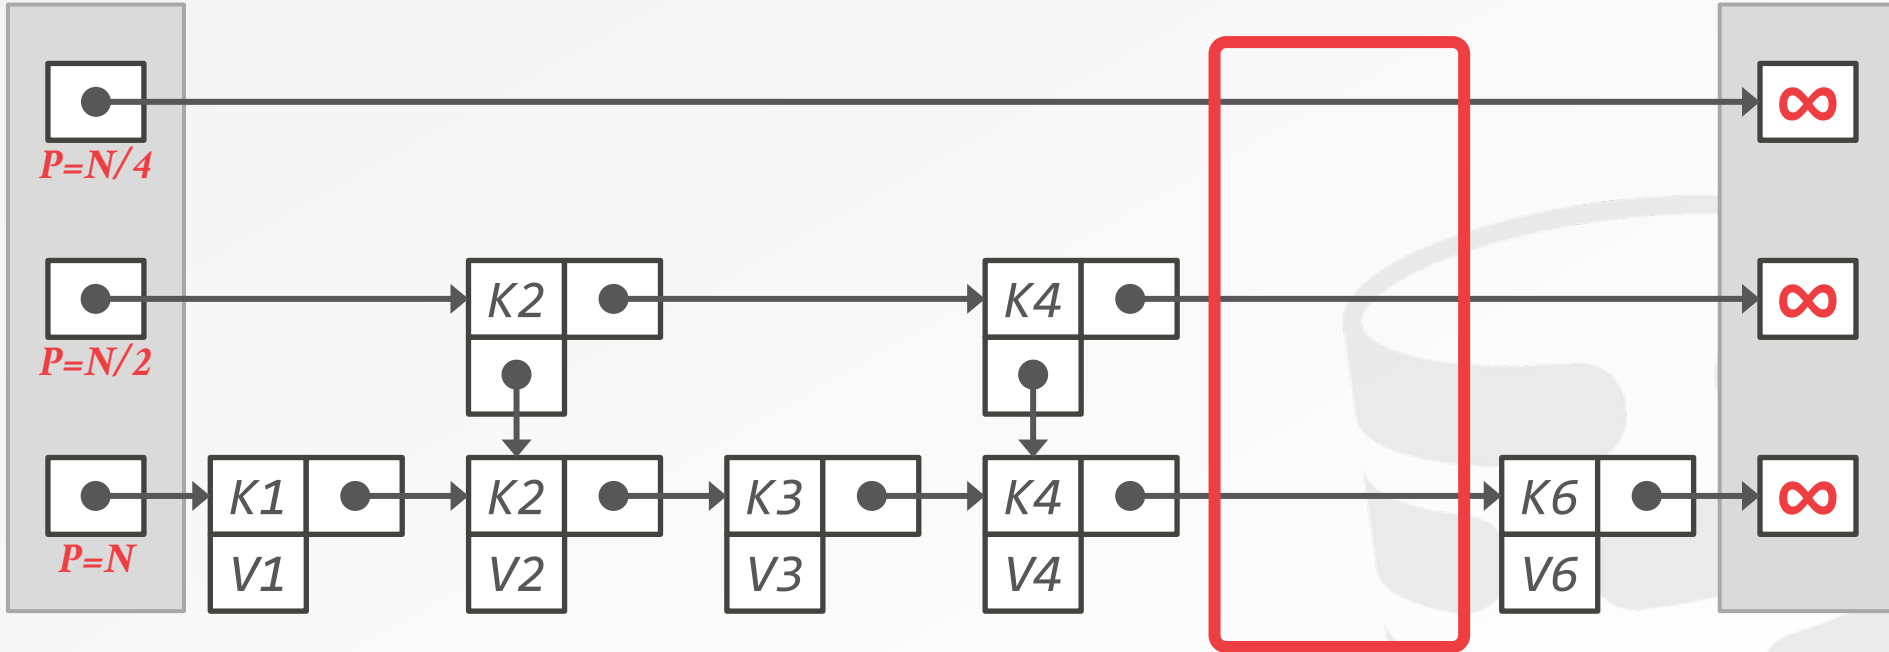 ∞
P=N/4
K2 K4 ∞
P=N/2
K1 K2 K3 K4 K6 ∞
P=N V1 V2 V3 V4 V6